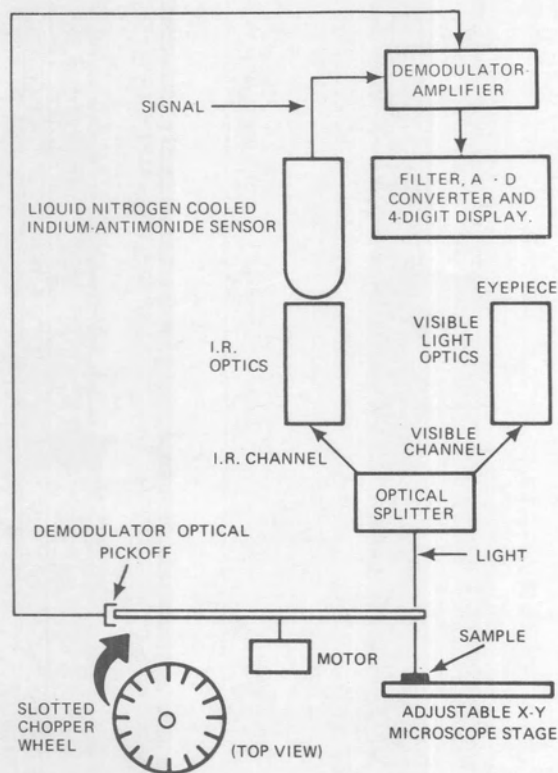 DEMODULATOR-
AMPLIFIER
SIGNAL
FILTER, A - D
CONVERTER AND
4-DIGIT DISPLAY.
LIQUID NITROGEN COOLED
INDIUM-ANTIMONIDE SENSOR
EYEPIECE
VISIBLE
LIGHT
OPTICS
I.R.
OPTICS
VISIBLE
CHANNEL
I.R. CHANNEL
OPTICAL
SPLITTER
DEMODULATOR OPTICAL
PICKOFF
LIGHT
SAMPLE
MOTOR
SLOTTED
CHOPPER
WHEEL
(TOP VIEW)
ADJUSTABLE X-Y
MICROSCOPE STAGE